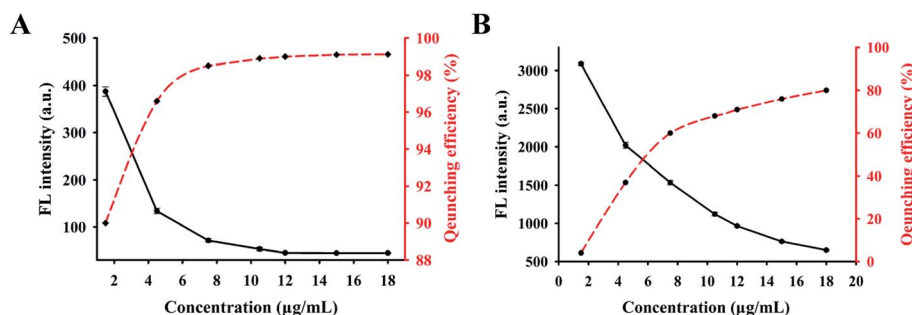 A
B
500
400
300
200
100
FL intensity (a.u.)
2 4 6 8 10 12 14 16 18
Concentration (µg/mL)
100
98
96
94
92
90
88
Qeunching efficiency (%)
3000
2500
2000
1500
1000
500
FL intensity (a.u.)
0 2 4 6 8 10 12 14 16 18 20
Concentration (µg/mL)
100
80
60
40
20
0
Qeunching efficiency (%)